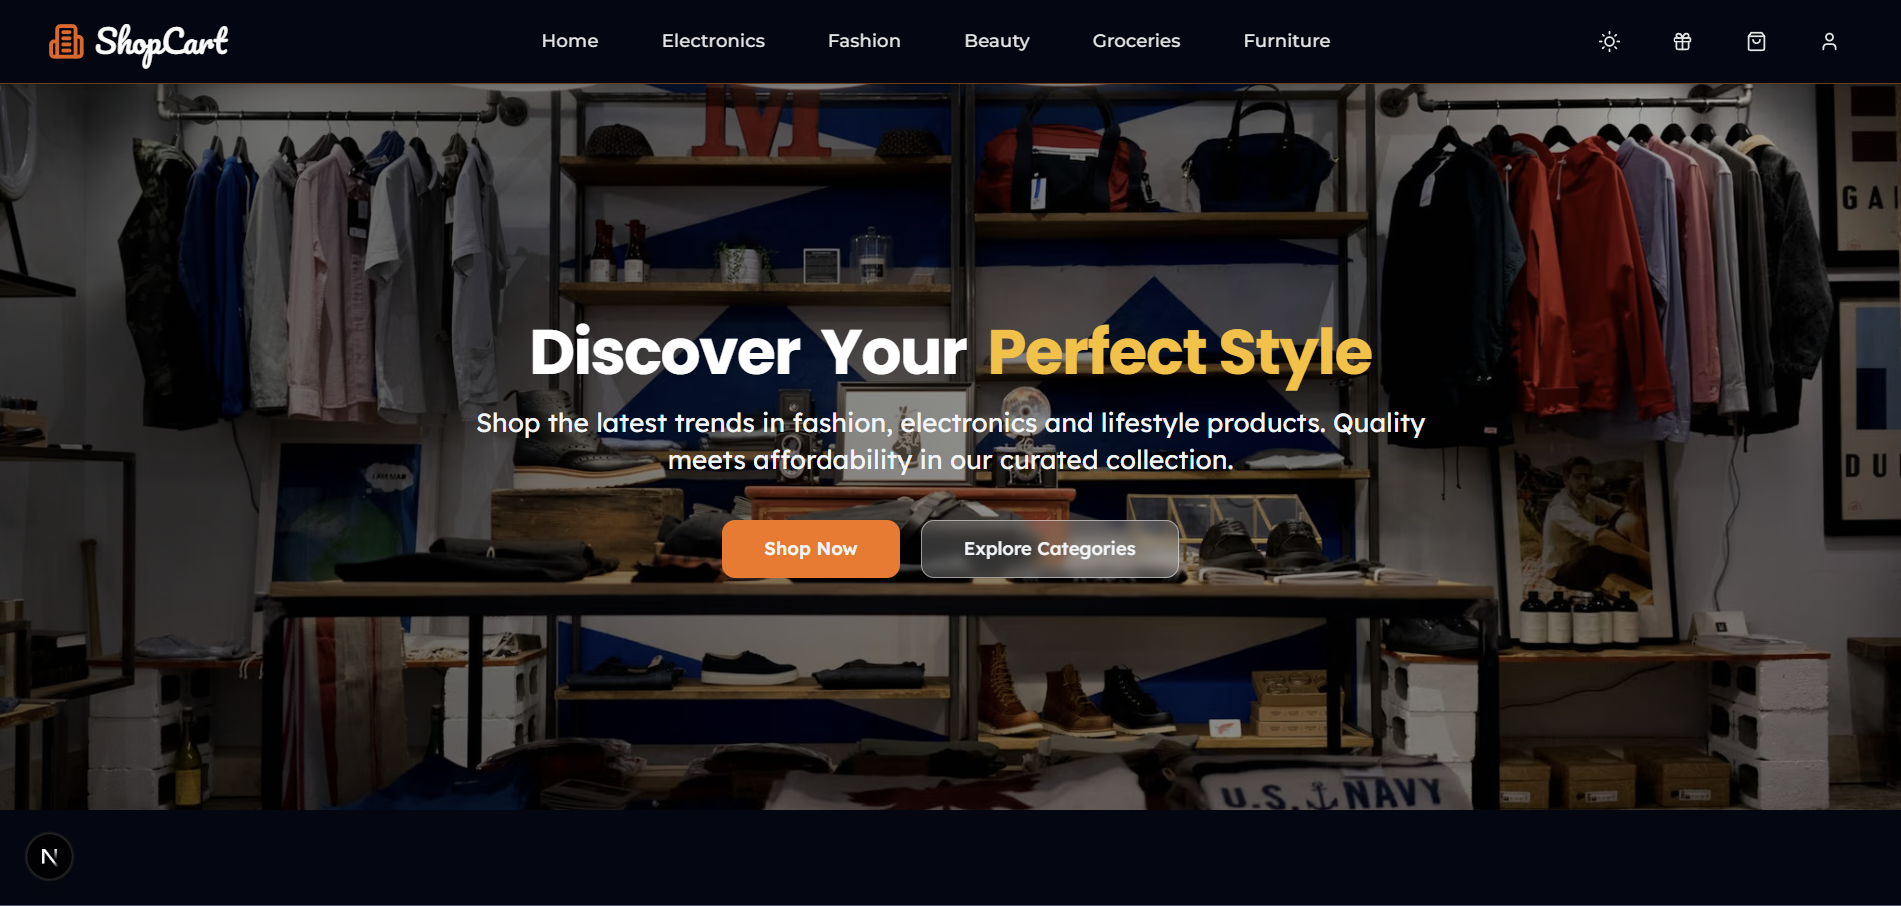 ShopCart
Home Electronics Fashion Beauty Groceries Furniture
M
GA
Discover Your Perfect Style
Shop the latest trends in fashion, electronics and lifestyle products. Quality
meets affordability in our curated collection.
DU
Shop Now Explore Categories
U.S. NAVY
N